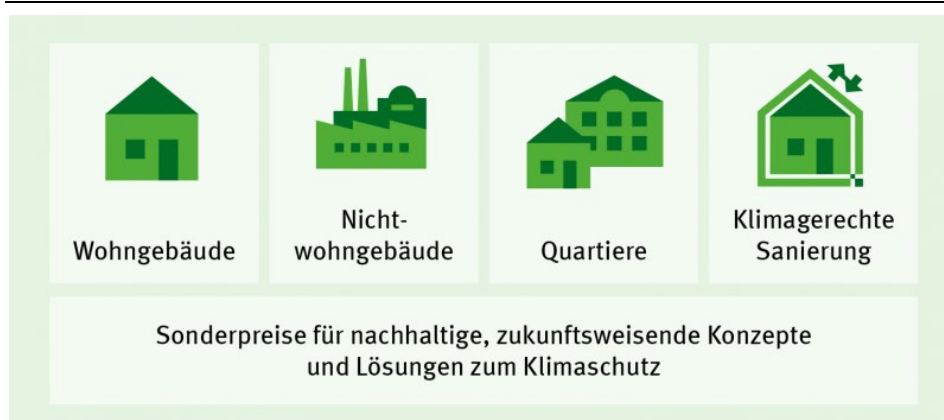 Wohngebäude
Nicht-
wohngebäude
Quartiere
Klimagerechte
Sanierung
Sonderpreise für nachhaltige, zukunftsweisende Konzepte
und Lösungen zum Klimaschutz